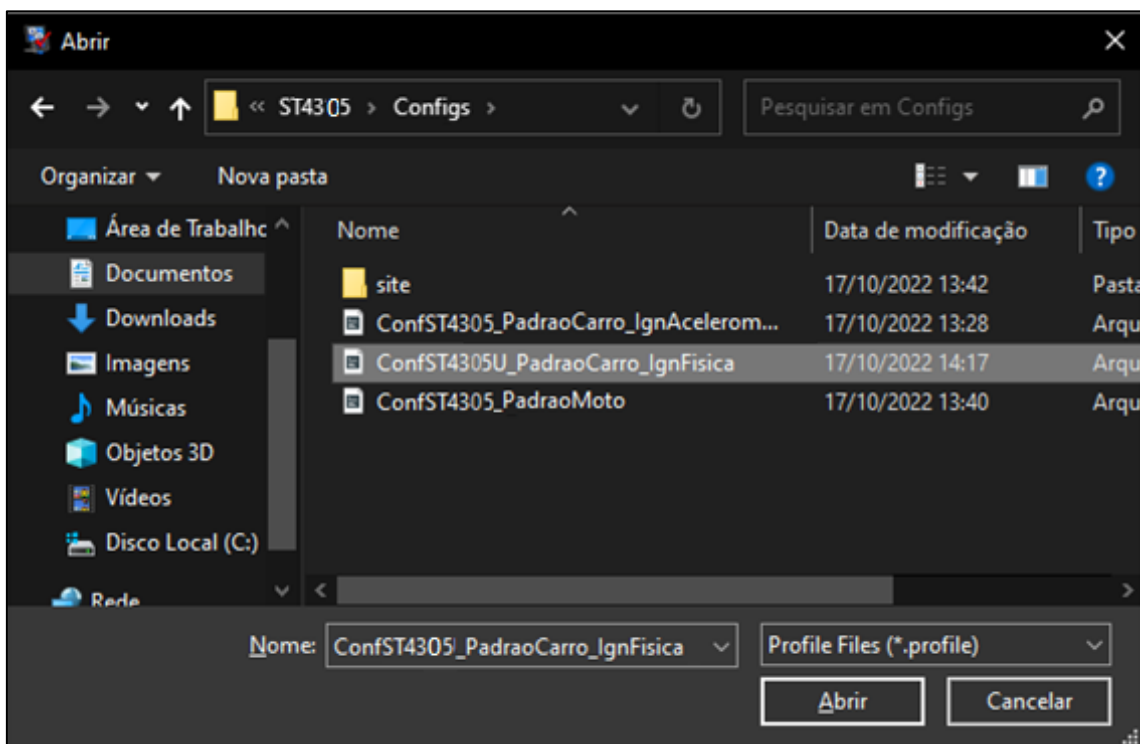 Abrir
« ST4305 > Configs >
Pesquisar em Configs
Organizar
Nova pasta
Área de Trabalhc
Documentos
Downloads
Imagens
Músicas
Objetos 3D
Vídeos
Disco Local (C:)
Rede
Nome Data de modificação Tipo
site 17/10/2022 13:42 Pasta
ConfST4305_PadraoCarro_IgnAcelerom... 17/10/2022 13:28 Arqu
ConfST4305U_PadraoCarro_IgnFisica 17/10/2022 14:17 Arqu
ConfST4305_PadraoMoto 17/10/2022 13:40 Arqu
Nome: ConfST4305_PadraoCarro_IgnFisica
Profile Files (*.profile)
Abrir
Cancelar